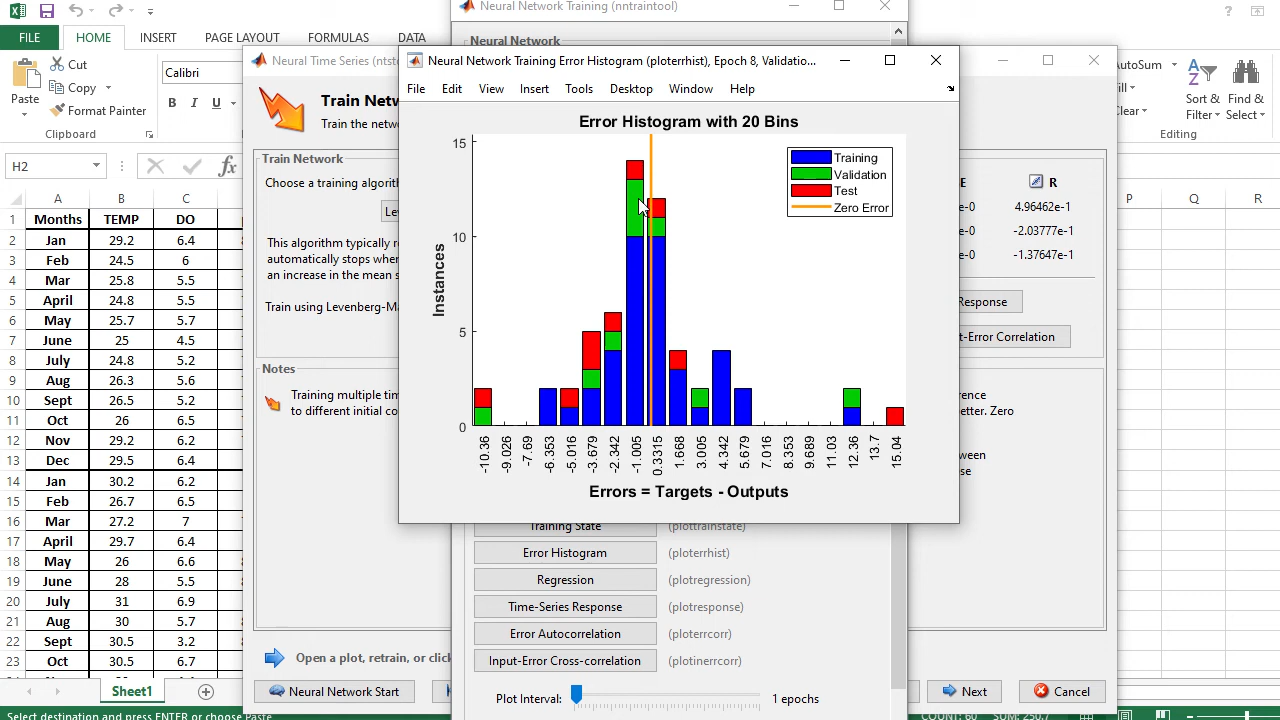 Neural Network Training (nntraintool)
FILE HOME INSERT PAGE LAYOUT FORMULAS DATA
Neural Network
Neural Time Series (ntst
Neural Network Training Error Histogram (ploterrhist), Epoch 8, Validatio...
Cut
Copy
Format Painter
Paste
Clipboard
Calibri
B I U
AutoSum
Fill
Clear
Sort & Filter
Find & Select
Editing
File Edit View Insert Tools Desktop Window Help
Train Netw
Train the netwo
H2
fx
Train Network
Choose a training algorith
Le
This algorithm typically r
automatically stops when
an increase in the mean s
Train using Levenberg-Ma
Notes
Training multiple tim
to different initial co
Error Histogram with 20 Bins
15
10
5
0
Instances
Training
Validation
Test
Zero Error
-10.36 -9.026 -7.69 -6.353 -5.016 -3.679 -2.342 -1.005 0.3315 1.668 3.005 4.342 5.679 7.016 8.353 9.689 11.03 12.36 13.7 15.04
Errors = Targets - Outputs
E R
e-0 4.96462e-1
e-0 -2.03777e-1
e-0 -1.37647e-1
Response
t-Error Correlation
rence
etter. Zero
ween
se
A B C P Q R
1 Months TEMP DO
2 Jan 29.2 6.4
3 Feb 24.5 6
4 Mar 25.8 5.5
5 April 24.8 5.5
6 May 25.7 5.7
7 June 25 4.5
8 July 24.8 5.2
9 Aug 26.3 5.6
10 Sept 26.5 5.2
11 Oct 26 6.5
12 Nov 29.2 6.2
13 Dec 29.5 6.4
14 Jan 30.2 6.2
15 Feb 26.7 6.5
16 Mar 27.2 7
17 April 29.7 6.4
18 May 26 6.6
19 June 28 5.5
20 July 31 6.9
21 Aug 30 5.7
22 Sept 30.5 3.2
23 Oct 30.5 6.7
Training State (plottrainstate)
Error Histogram (ploterrhist)
Regression (plotregression)
Time-Series Response (plotresponse)
Error Autocorrelation (ploterrcorr)
Input-Error Cross-correlation (plotinerrcorr)
Plot Interval: 1 epochs
Open a plot, retrain, or click
Neural Network Start
Next
Cancel
Sheet1
Select destination and press ENTER or choose Paste
COUNT: 60 SUM: 250.7